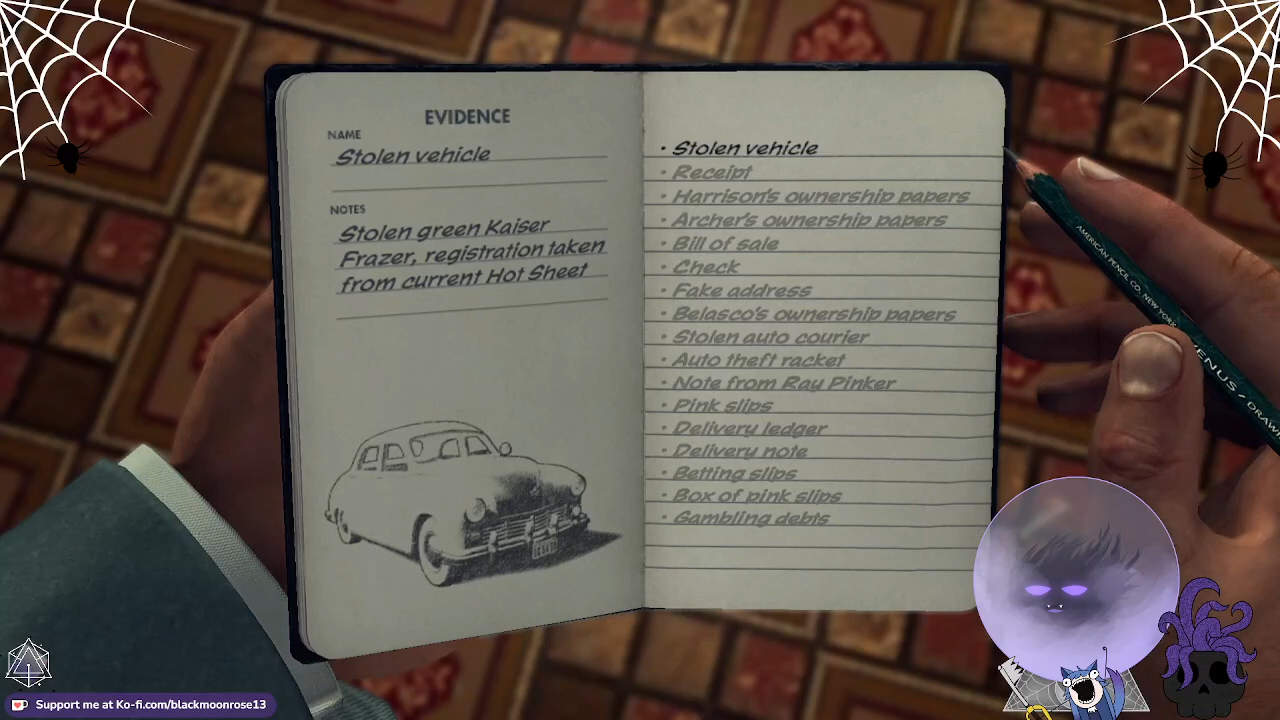 EVIDENCE
NAME
Stolen vehicle
NOTES
Stolen green Kaiser
Frazer, registration taken
from current Hot Sheet
• Stolen vehicle
• Receipt
• Harrison's ownership papers
• Archer's ownership papers
• Bill of sale
• Check
• Fake address
• Belasco's ownership papers
• Stolen auto courier
• Auto theft racket
• Note from Ray Pinker
• Pink slips
• Delivery ledger
• Delivery note
• Betting slips
• Box of pink slips
• Gambling debts
AMERICAN PENCIL CO. NEW YORK
VENUS / DRAW
Support me at Ko-fi.com/blackmoonrose13